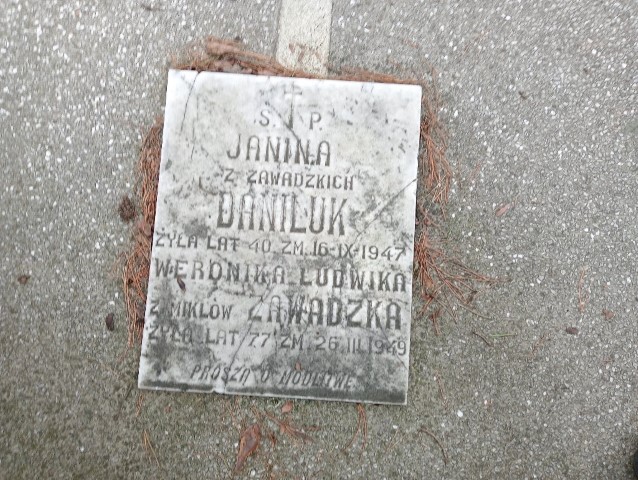 Ś. P.
JANINA
Z ZAWADZKICH
DANILUK
ŻYŁA LAT 40 ZM. 16-IX-1947
WERONIKA LUDWIKA
Z MIKLÓW ZAWADZKA
ŻYŁA LAT 77 ZM. 26.III.1949
PROSZĄ O MODLITWĘ